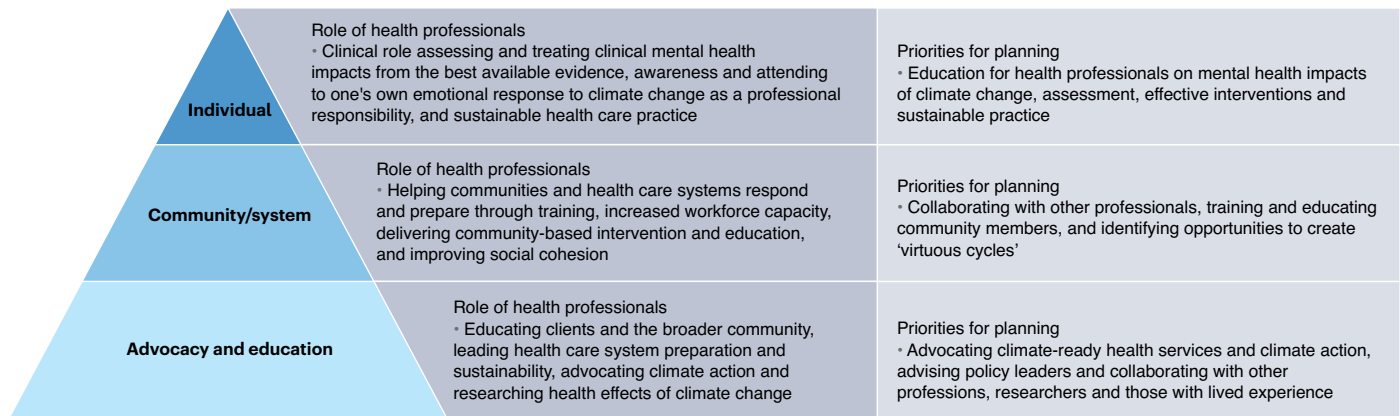 Individual
Role of health professionals
• Clinical role assessing and treating clinical mental health
impacts from the best available evidence, awareness and attending
to one's own emotional response to climate change as a professional
responsibility, and sustainable health care practice
Priorities for planning
• Education for health professionals on mental health impacts
of climate change, assessment, effective interventions and
sustainable practice
Community/system
Role of health professionals
• Helping communities and health care systems respond
and prepare through training, increased workforce capacity,
delivering community-based intervention and education,
and improving social cohesion
Priorities for planning
• Collaborating with other professionals, training and educating
community members, and identifying opportunities to create
‘virtuous cycles’
Advocacy and education
Role of health professionals
• Educating clients and the broader community,
leading health care system preparation and
sustainability, advocating climate action and
researching health effects of climate change
Priorities for planning
• Advocating climate-ready health services and climate action,
advising policy leaders and collaborating with other
professions, researchers and those with lived experience